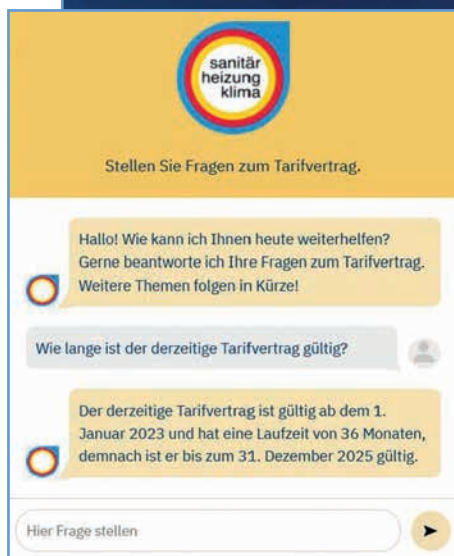 sanitär
heizung
klima
Stellen Sie Fragen zum Tarifvertrag.
Hallo! Wie kann ich Ihnen heute weiterhelfen?
Gerne beantworte ich Ihre Fragen zum Tarifvertrag.
Weitere Themen folgen in Kürze!
Wie lange ist der derzeitige Tarifvertrag gültig?
Der derzeitige Tarifvertrag ist gültig ab dem 1.
Januar 2023 und hat eine Laufzeit von 36 Monaten,
demnach ist er bis zum 31. Dezember 2025 gültig.
Hier Frage stellen